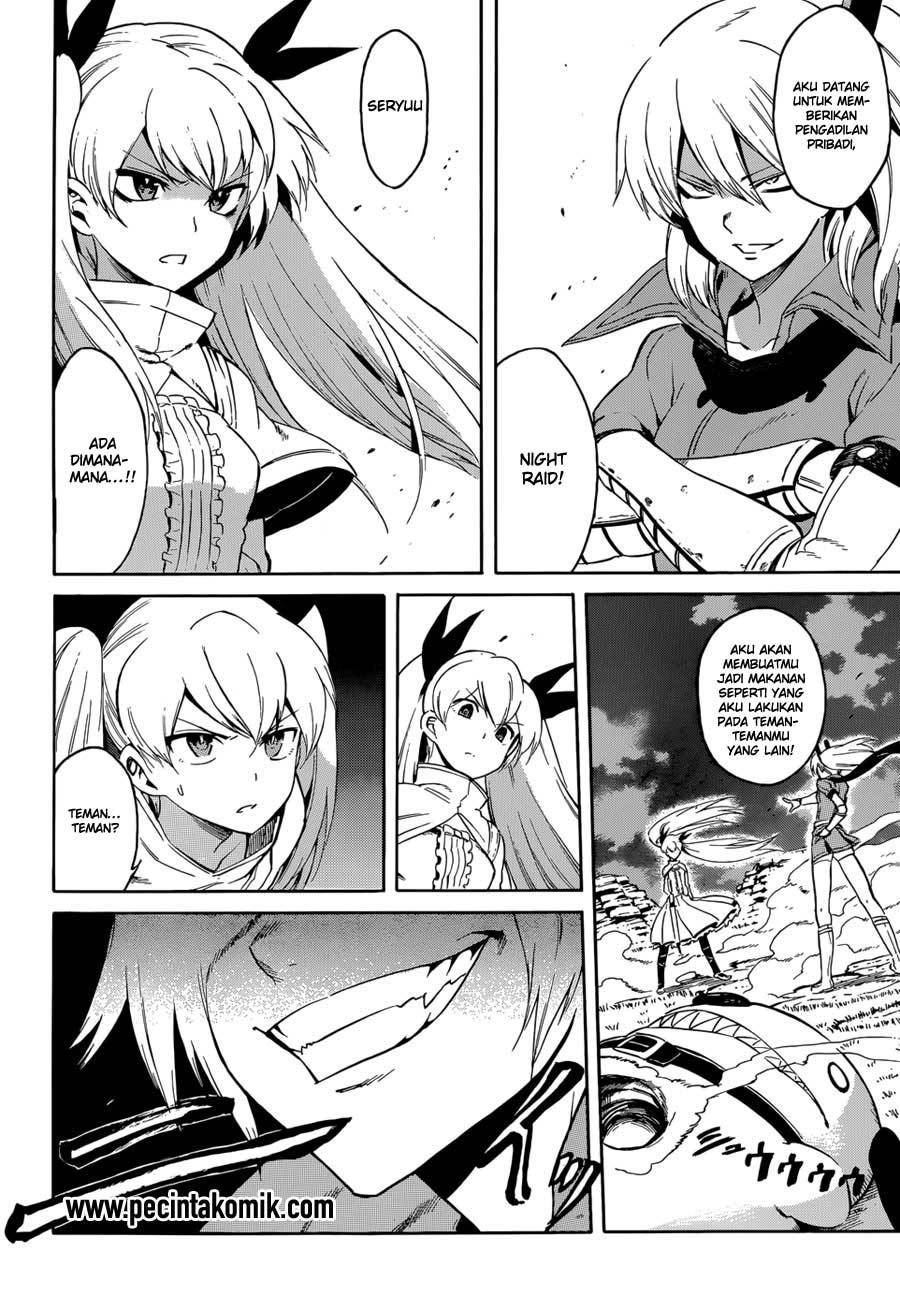 AKU DATANG
UNTUK MEM-
BERIKAN
PENGADILAN
PRIBADI,
NIGHT
RAID!
SERYUU
ADA
DIMANA-
MANA...!!
AKU AKAN
MEMBUATMU
JADI MAKANAN
SEPERTI YANG
AKU LAKUKAN
PADA TEMAN-
TEMANMU
YANG LAIN!
TEMAN...
TEMAN?
シュウウウウ
www.pecintakomik.com